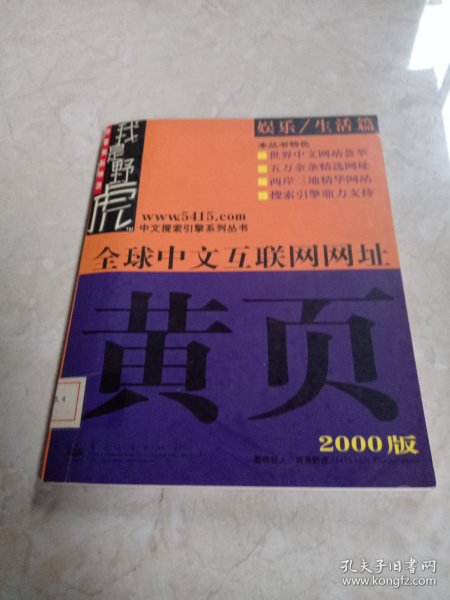 娱乐/生活篇
本丛书特色
世界中文网站荟萃
五万余条精选网址
两岸三地精华网站
搜索引擎鼎力支持
我是野虎
TM
www.5415.com
中文搜索引擎系列丛书
全球中文互联网网址
黄页
2000版
孔夫子旧书网
www.kongfz.com